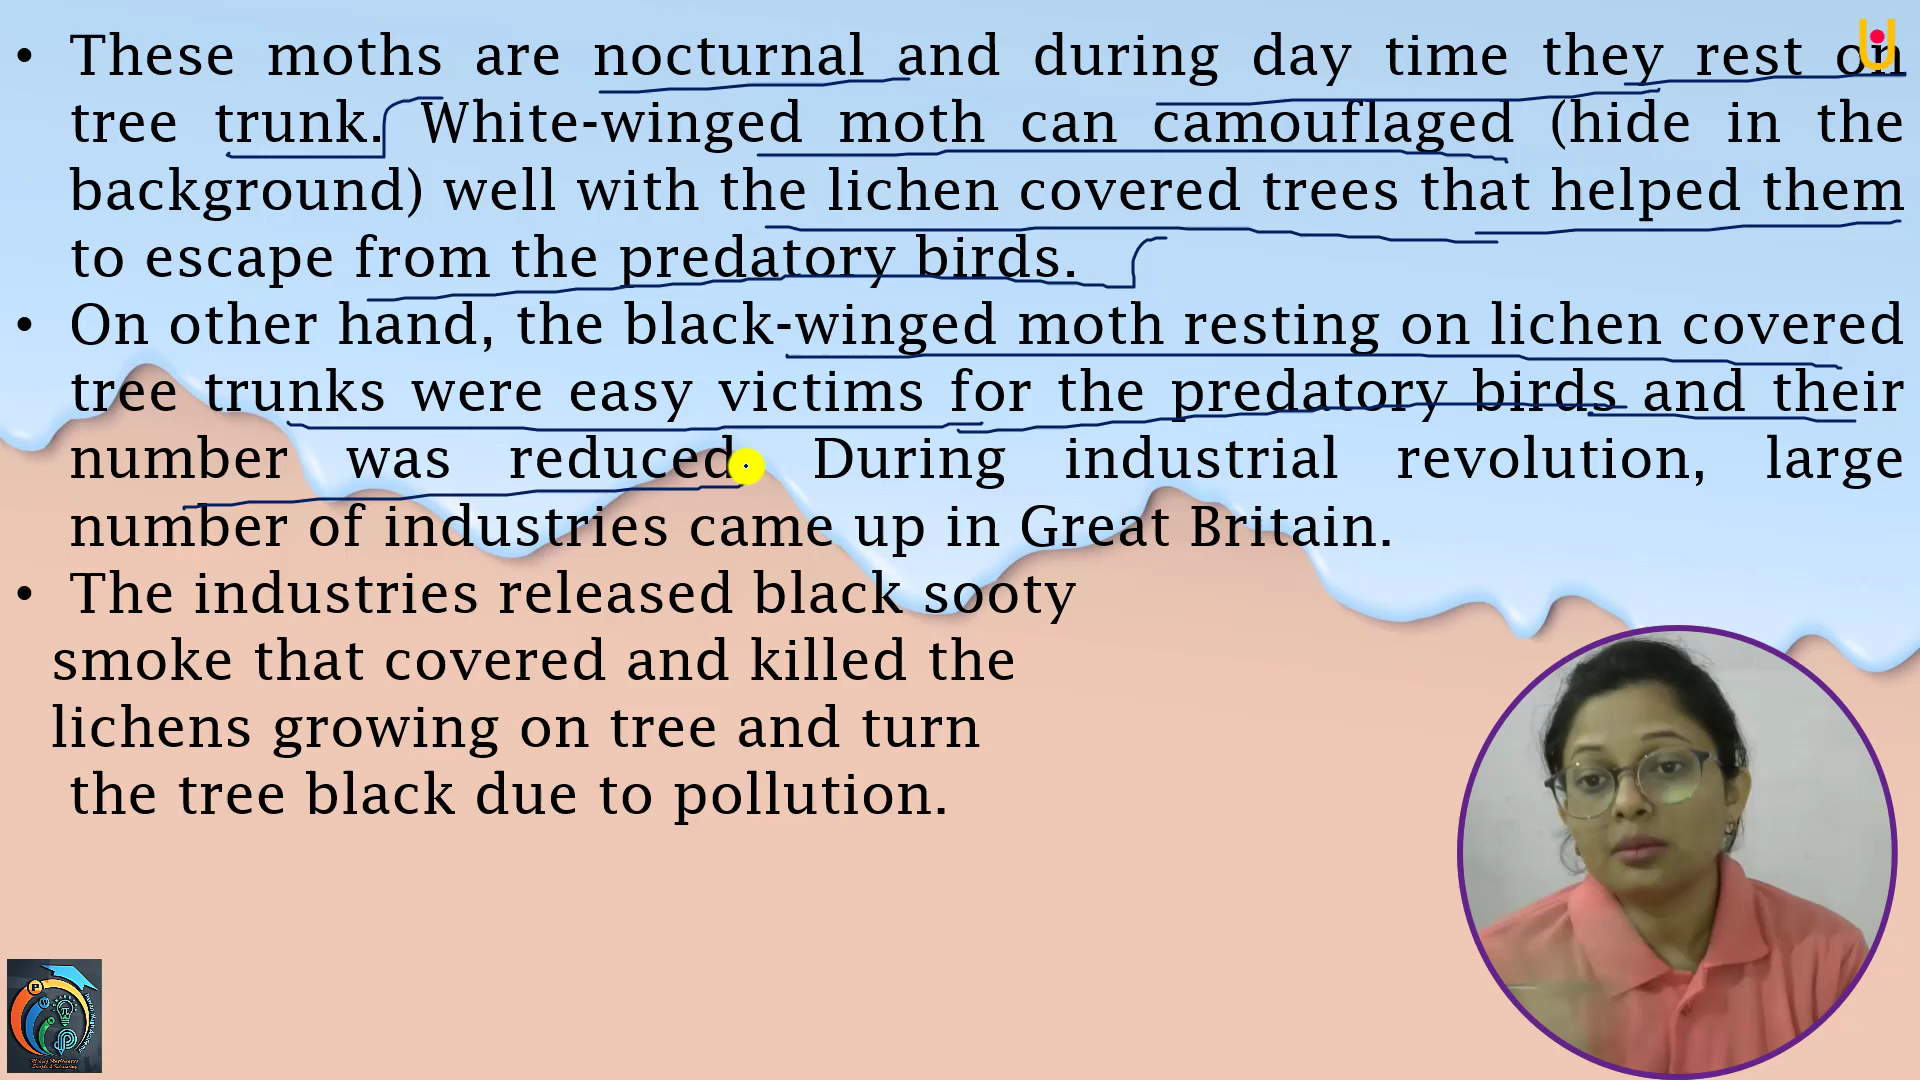 • These moths are nocturnal and during day time they rest on
tree trunk. White-winged moth can camouflaged (hide in the
background) well with the lichen covered trees that helped them
to escape from the predatory birds.
• On other hand, the black-winged moth resting on lichen covered
tree trunks were easy victims for the predatory birds and their
number was reduced. During industrial revolution, large
number of industries came up in Great Britain.
• The industries released black sooty
smoke that covered and killed the
lichens growing on tree and turn
the tree black due to pollution.